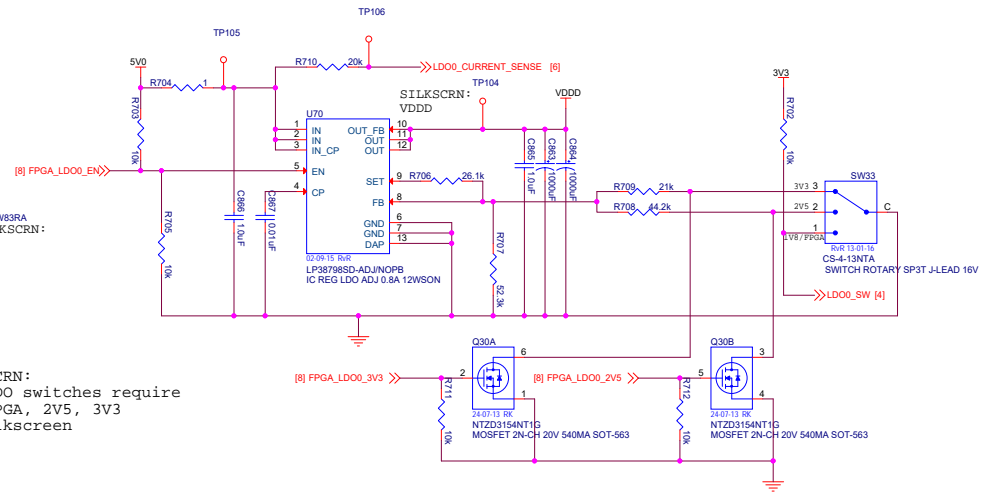 TP106
TP105
5V0
R710
20k
LDO0_CURRENT_SENSE [6]
TP104
R704
1
SILKSCRN:
VDDD
VDDD
3V3
R703
10k
U70
1 IN
2 IN
3 IN_CP
5 EN
4 CP
OUT_FB 10
OUT 11
OUT 12
SET 9
FB 8
GND 6
GND 7
DAP 13
02-09-15 RvR
LP38798SD-ADJ/NOPB
IC REG LDO ADJ 0.8A 12WSON
C865
1.0uF
C863
1000uF
C864
1000uF
R702
10k
[8] FPGA_LDO0_EN
R706
26.1k
R709
21k
R708
44.2k
SW33
3V3 3
2V5 2
1V8/FPGA 1
C
RvR 13-01-16
CS-4-13NTA
SWITCH ROTARY SP3T J-LEAD 16V
LDO0_SW [4]
W83RA
KSCRN:
R705
10k
C866
1.0uF
C867
0.01uF
R707
52.3k
CRN:
DO switches require
PGA, 2V5, 3V3
lkscreen
[8] FPGA_LDO0_3V3
Q30A
2
6
1
R711
10k
24-07-13 RK
NTZD3154NT1G
MOSFET 2N-CH 20V 540MA SOT-563
[8] FPGA_LDO0_2V5
Q30B
5
3
4
R712
10k
24-07-13 RK
NTZD3154NT1G
MOSFET 2N-CH 20V 540MA SOT-563